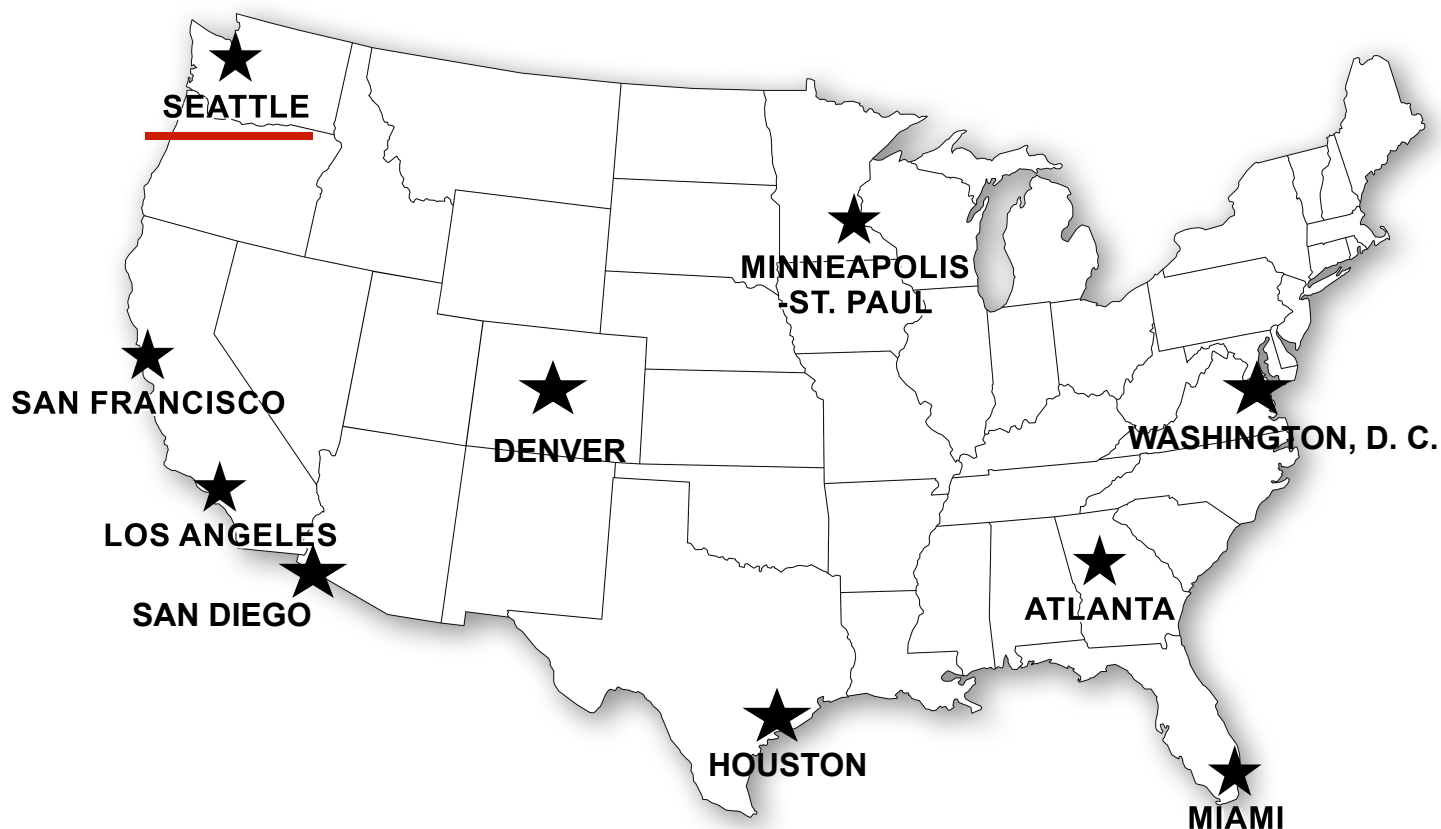 SEATTLE
MINNEAPOLIS
-ST. PAUL
SAN FRANCISCO
DENVER
WASHINGTON, D. C.
LOS ANGELES
SAN DIEGO
ATLANTA
HOUSTON
MIAMI